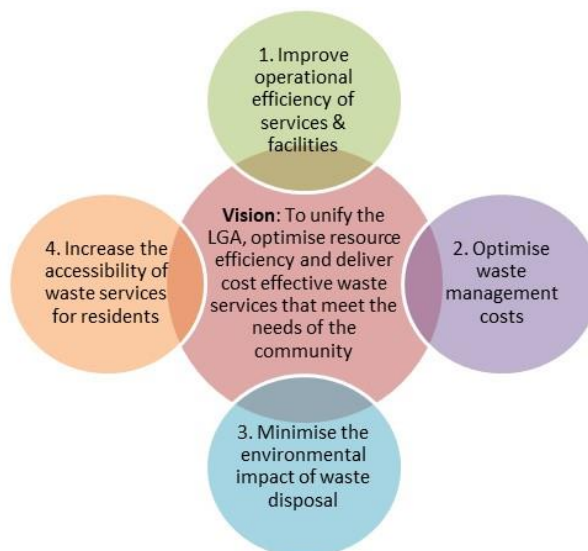 1. Improve
operational
efficiency of
services &
facilities
Vision: To unify the
LGA, optimise resource
efficiency and deliver
cost effective waste
services that meet the
needs of the
community
4. Increase the
accessibility of
waste services
for residents
2. Optimise
waste
management
costs
3. Minimise the
environmental
impact of waste
disposal